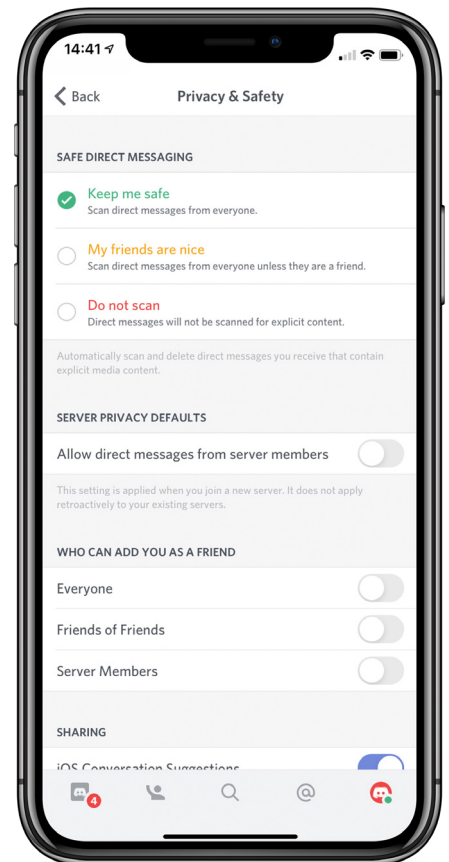 14:41
Back
Privacy & Safety
SAFE DIRECT MESSAGING
Keep me safe
Scan direct messages from everyone.
My friends are nice
Scan direct messages from everyone unless they are a friend.
Do not scan
Direct messages will not be scanned for explicit content.
Automatically scan and delete direct messages you receive that contain
explicit media content.
SERVER PRIVACY DEFAULTS
Allow direct messages from server members
This setting is applied when you join a new server. It does not apply
retroactively to your existing servers.
WHO CAN ADD YOU AS A FRIEND
Everyone
Friends of Friends
Server Members
SHARING
iOS Conversation Suggestions
4
@